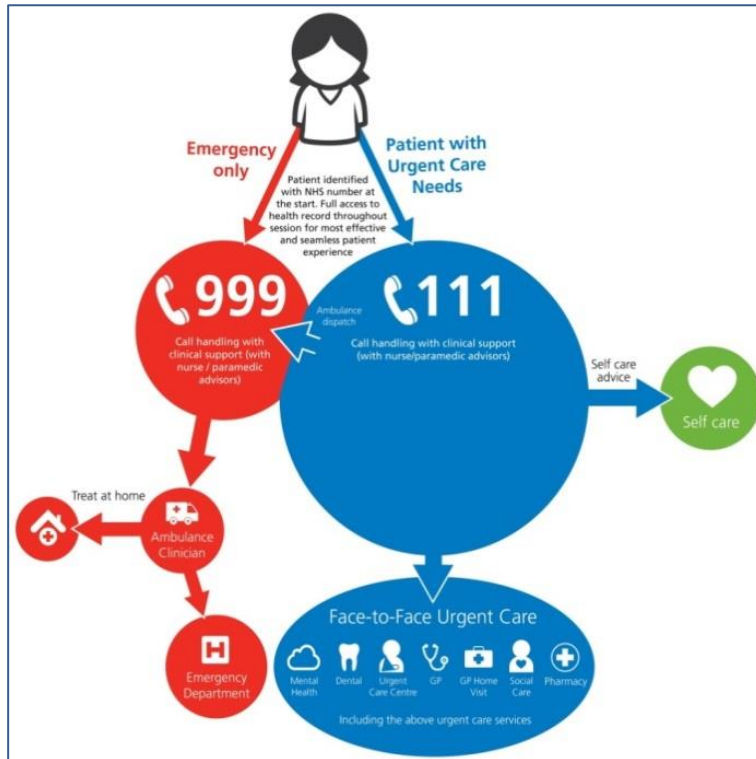 Emergency
only
Patient with
Urgent Care
Needs
Patient identified
with NHS number at
the start. Full access to
health record throughout
session for most effective
and seamless patient
experience
999
Call handling with
clinical support (with
nurse / paramedic
advisors)
Ambulance
dispatch
111
Call handling with clinical support
(with nurse/paramedic advisors)
Self care
advice
Self care
Treat at home
Ambulance
Clinician
H
Emergency
Department
Face-to-Face Urgent Care
Mental
Health
Dental
Urgent
Care Centre
GP
GP Home
Visit
Social
Care
Pharmacy
Including the above urgent care services